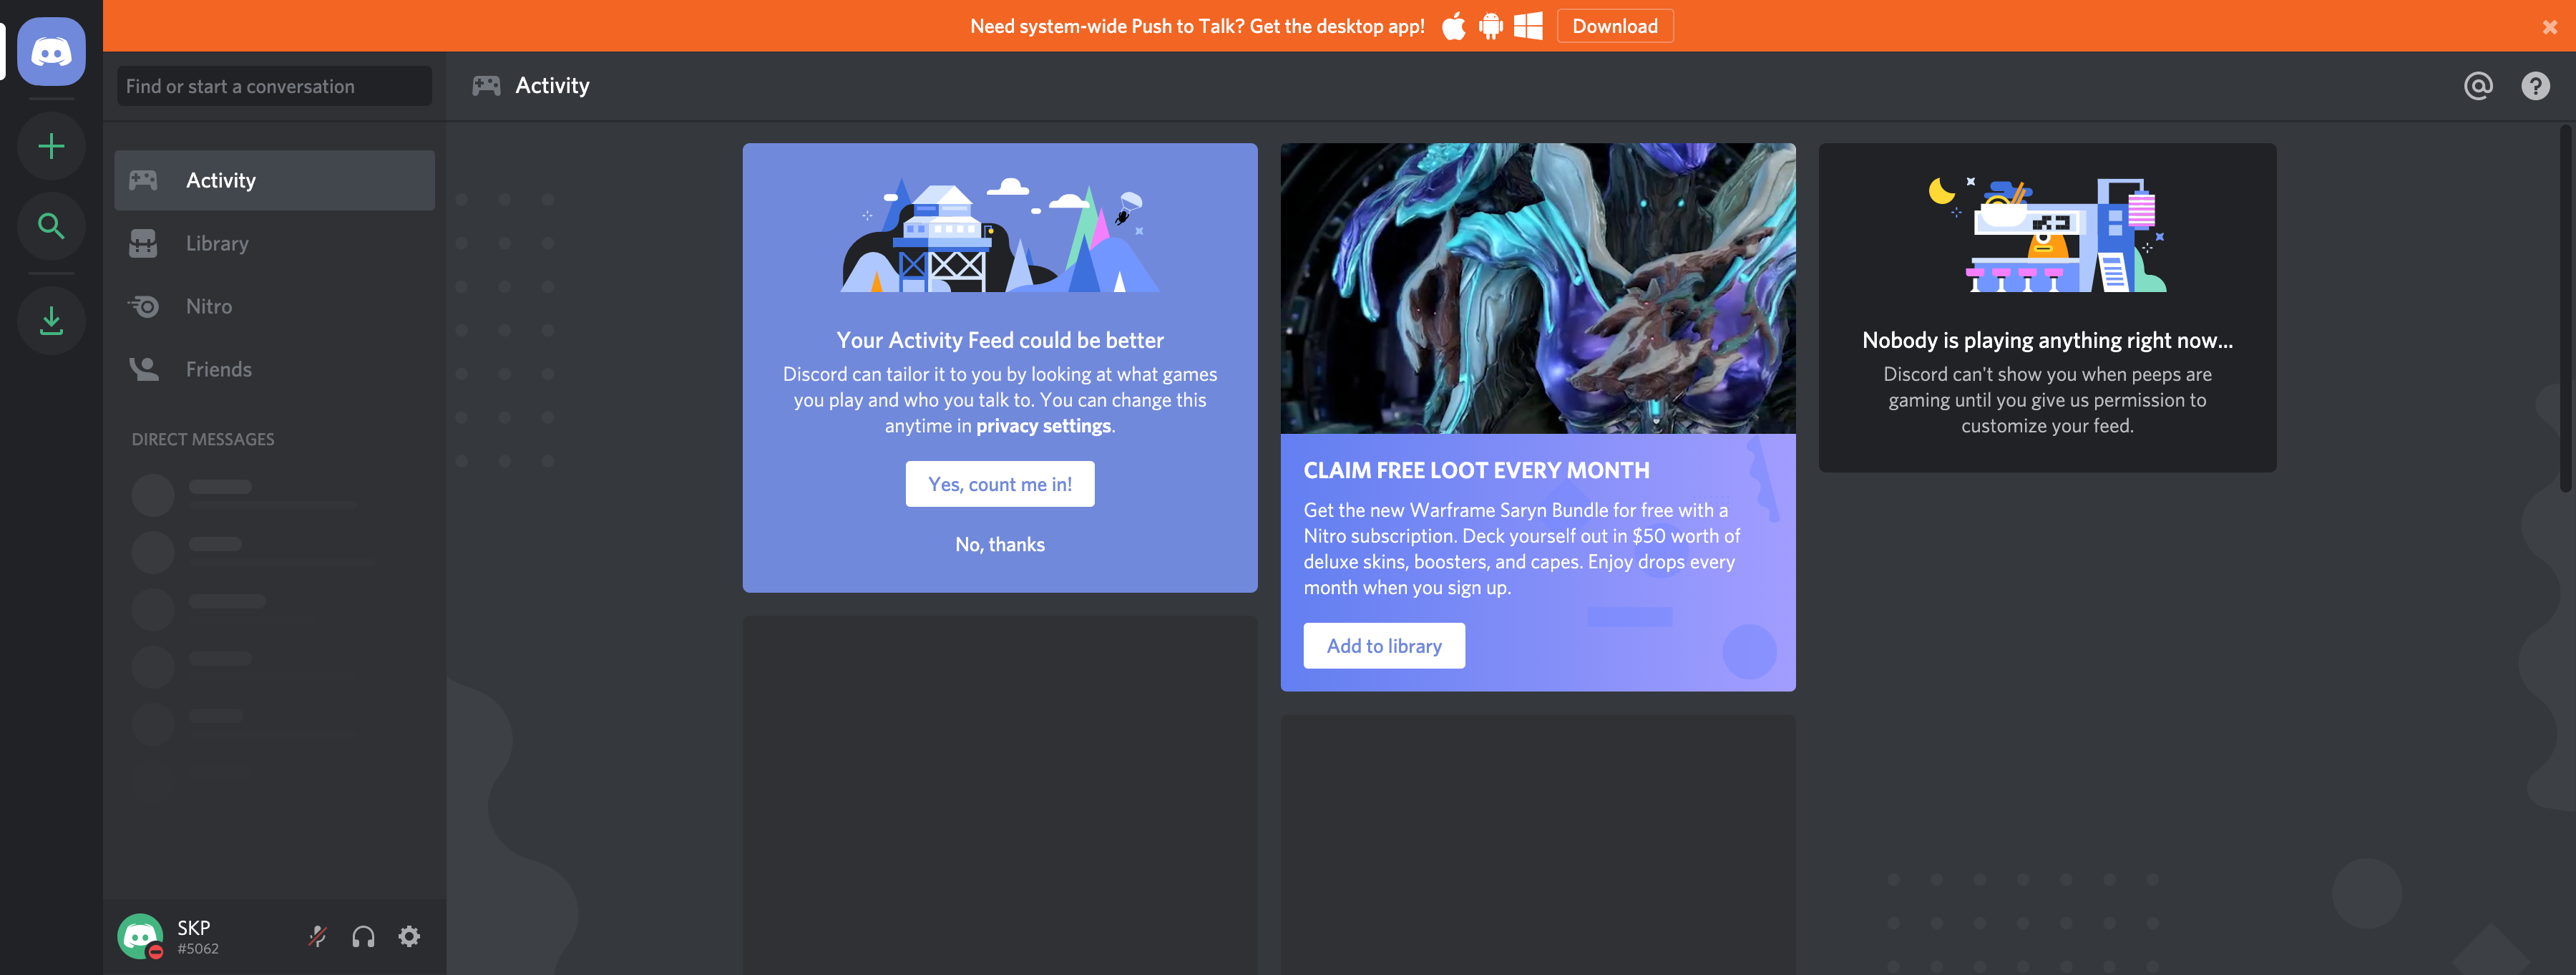 Need system-wide Push to Talk? Get the desktop app!
Download
Find or start a conversation
Activity
Activity
Library
Nitro
Friends
DIRECT MESSAGES
SKP
#5062
Your Activity Feed could be better
Discord can tailor it to you by looking at what games
you play and who you talk to. You can change this
anytime in privacy settings.
Yes, count me in!
No, thanks
CLAIM FREE LOOT EVERY MONTH
Get the new Warframe Saryn Bundle for free with a
Nitro subscription. Deck yourself out in $50 worth of
deluxe skins, boosters, and capes. Enjoy drops every
month when you sign up.
Add to library
Nobody is playing anything right now...
Discord can't show you when peeps are
gaming until you give us permission to
customize your feed.